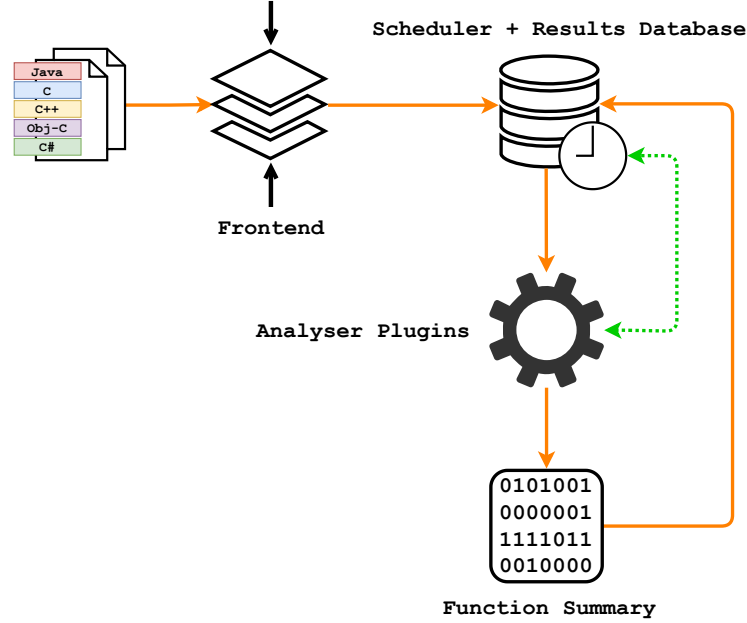 Scheduler + Results Database
Java
C
C++
Obj-C
C#
Frontend
Analyser Plugins
0101001
0000001
1111011
0010000
Function Summary